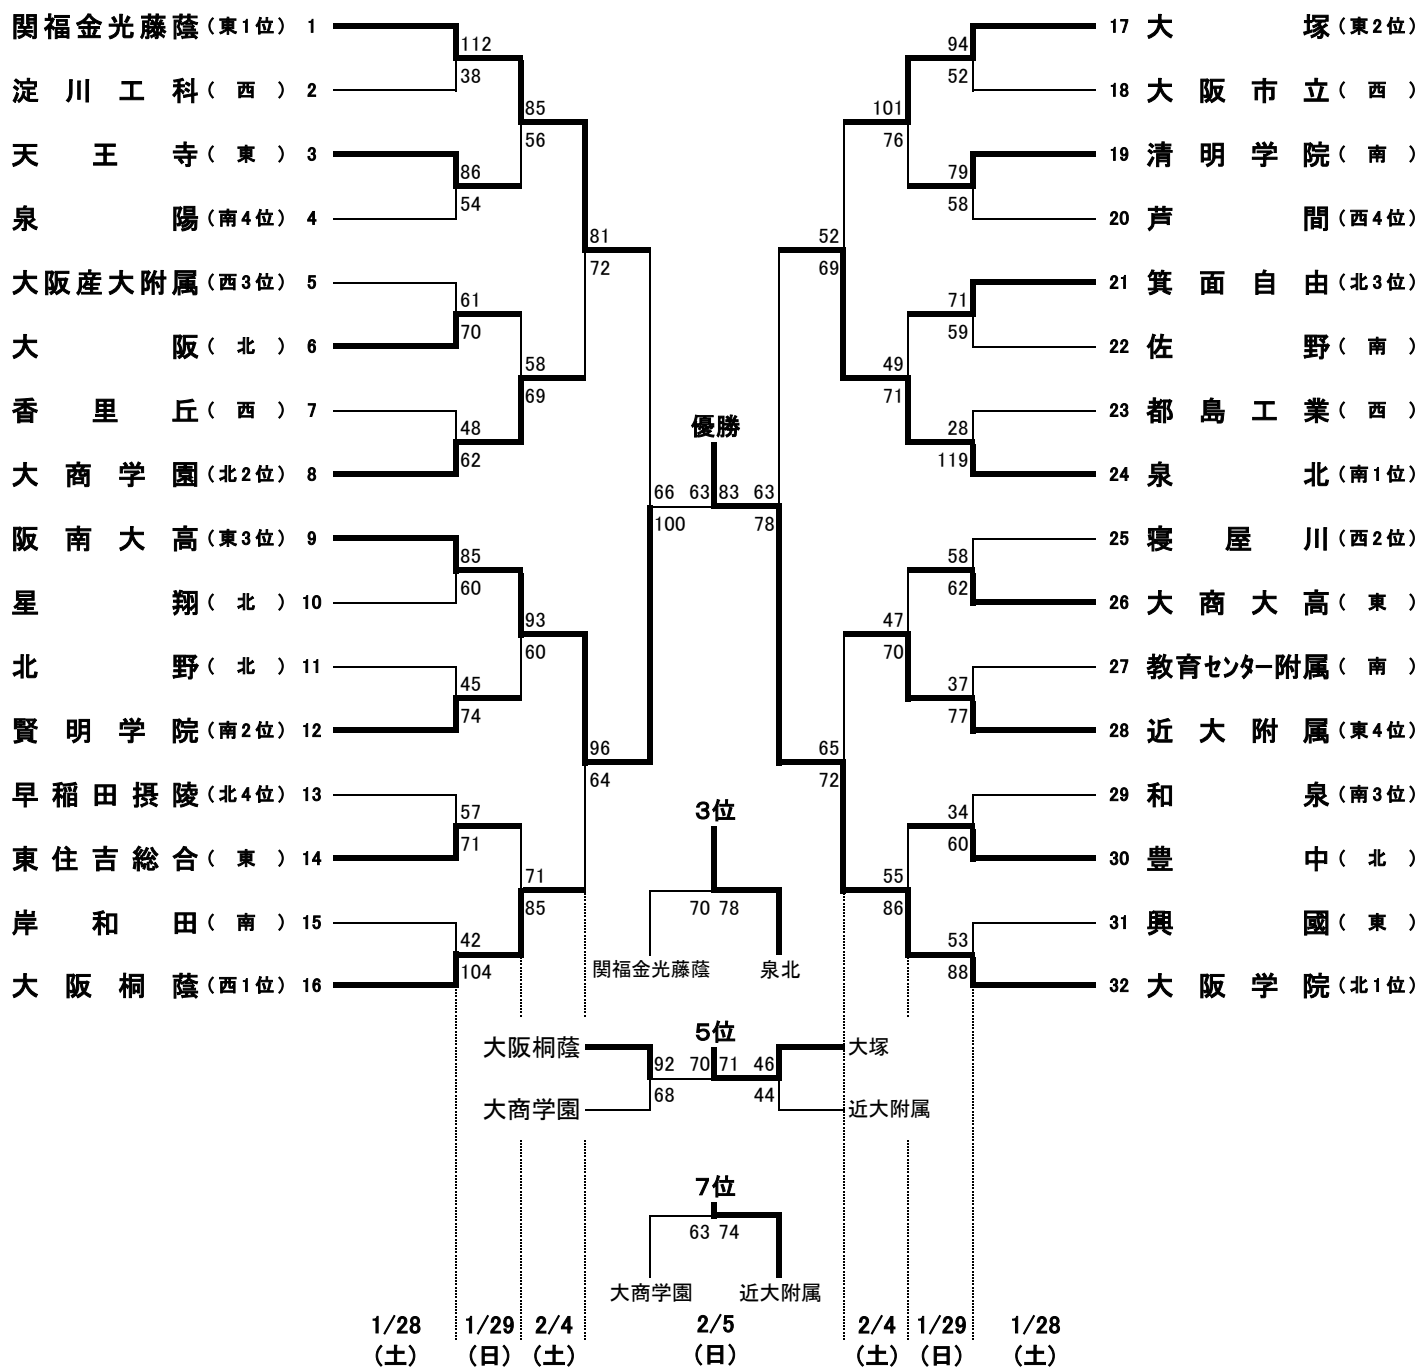 関福金光藤蔭（東１位） 1
淀川工科（ 西 ） 2
天王寺（ 東 ） 3
泉陽（南４位） 4
大阪産大附属（西３位） 5
大阪（ 北 ） 6
香里丘（ 西 ） 7
大商学園（北２位） 8
阪南大高（東３位） 9
星翔（ 北 ） 10
北野（ 北 ） 11
賢明学院（南２位） 12
早稲田摂陵（北４位） 13
東住吉総合（ 東 ） 14
岸和田（ 南 ） 15
大阪桐蔭（西１位） 16
112
38
86
54
61
70
48
62
85
60
45
74
57
71
42
104
85
56
58
69
93
60
71
85
81
72
96
64
66
100
優勝
63 83
63
78
52
69
65
72
101
76
49
71
47
70
55
86
94
52
79
58
71
59
28
119
58
62
37
77
34
60
53
88
17 大塚（東２位）
18 大阪市立（ 西 ）
19 清明学院（ 南 ）
20 芦間（西４位）
21 箕面自由（北３位）
22 佐野（ 南 ）
23 都島工業（ 西 ）
24 泉北（南１位）
25 寝屋川（西２位）
26 大商大高（ 東 ）
27 教育センター附属（ 南 ）
28 近大附属（東４位）
29 和泉（南３位）
30 豊中（ 北 ）
31 興國（ 東 ）
32 大阪学院（北１位）
３位
70 78
関福金光藤蔭 泉北
５位
大阪桐蔭 大塚
92 70 71 46
68 44
大商学園 近大附属
７位
63 74
大商学園 近大附属
1/28 1/29 2/4 2/5 2/4 1/29 1/28
（土） （日） （土） （日） （土） （日） （土）